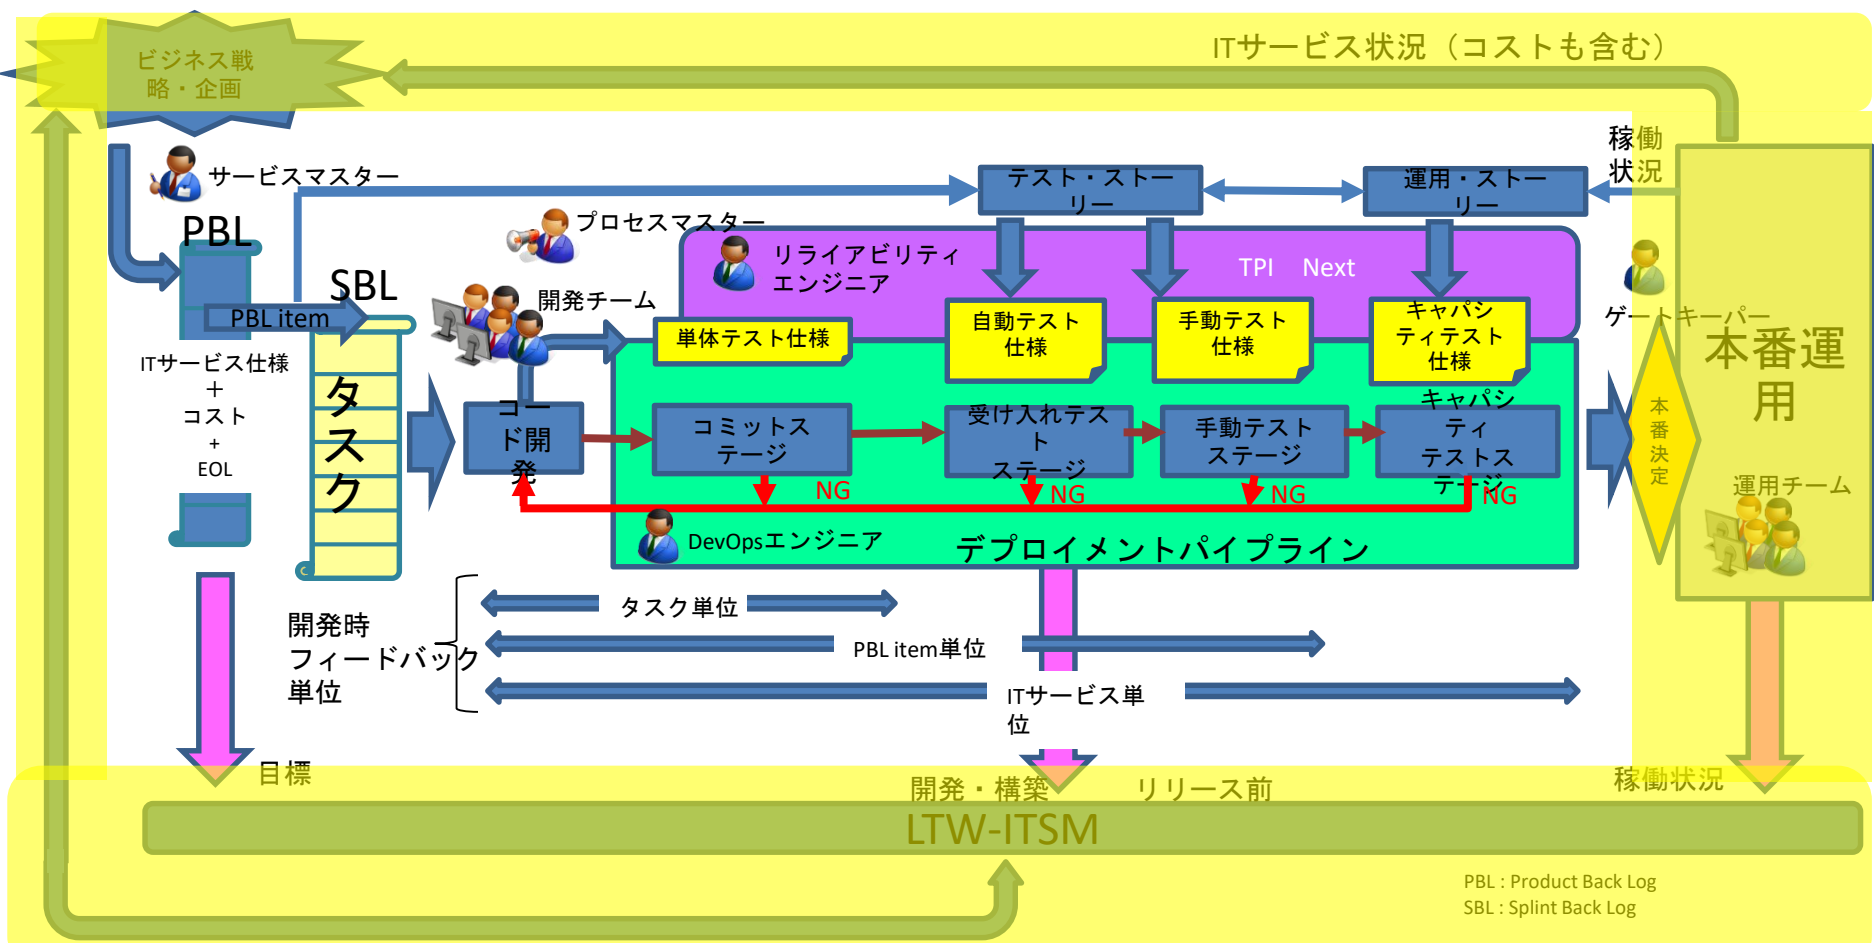 ITサービス状況（コストも含む）
ビジネス戦
略・企画
稼働
状況
サービスマスター
テスト・ストー
リー
運用・ストー
リー
プロセスマスター
PBL
リライアビリティ
エンジニア
TPI Next
SBL
開発チーム
PBL item
単体テスト仕様
自動テスト
仕様
手動テスト
仕様
キャパシ
ティテスト
仕様
ゲートキーパー
本番運
用
ITサービス仕様
＋
コスト
+
EOL
タスク
コー
ド開
発
コミットス
テージ
受け入れテス
ト
ステージ
手動テスト
ステージ
キャパシ
ティ
テストス
テージ
本番決定
NG
NG
NG
NG
運用チーム
DevOpsエンジニア
デプロイメントパイプライン
開発時
フィードバック
単位
タスク単位
PBL item単位
ITサービス単
位
目標
開発・構築
リリース前
稼働状況
LTW-ITSM
PBL : Product Back Log
SBL : Splint Back Log